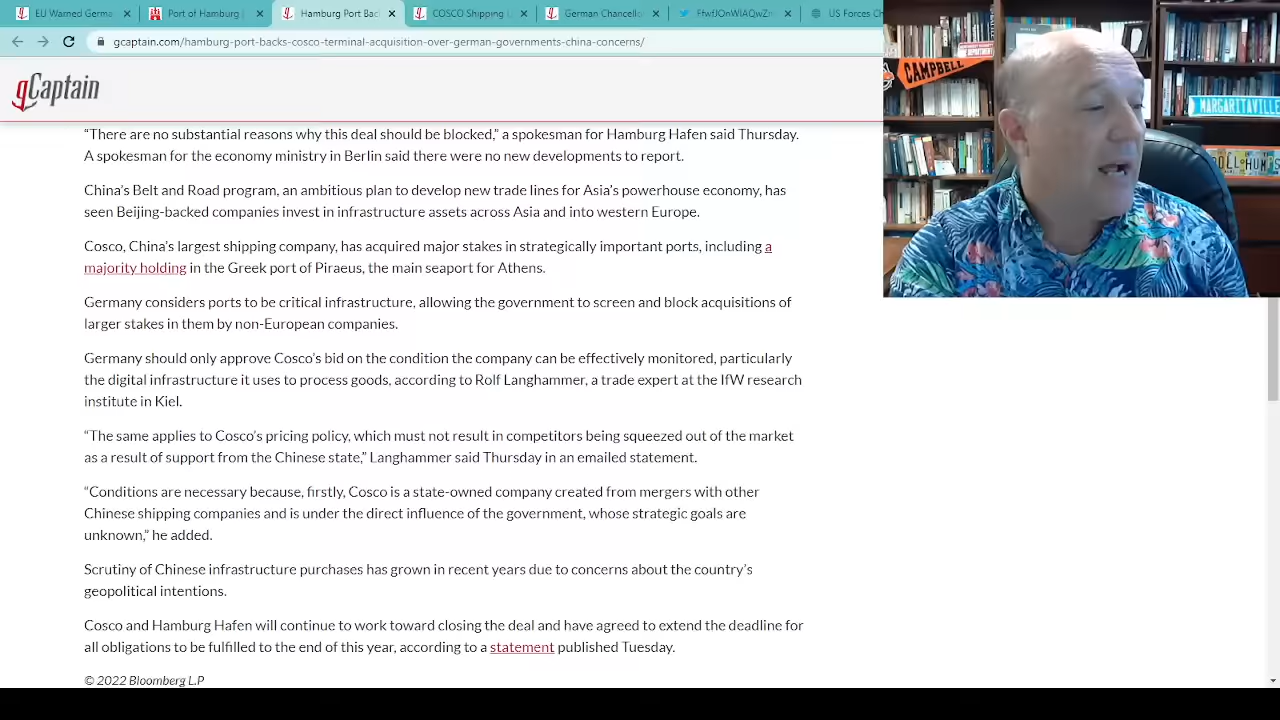 EU Warned Germa
Port of Hamburg
Hamburg Port Bac
COSCO Shipping
German Chancello
FfwtJOnWlAQwZm
US Forces Ch
gcaptain.com/hamburg-port-backs-cosco-terminal-acquisition-over-german-governments-china-concerns/
gCaptain
CAMPBELL
MARGARITAVILLE
"There are no substantial reasons why this deal should be blocked," a spokesman for Hamburg Hafen said Thursday.
A spokesman for the economy ministry in Berlin said there were no new developments to report.
China's Belt and Road program, an ambitious plan to develop new trade lines for Asia's powerhouse economy, has
seen Beijing-backed companies invest in infrastructure assets across Asia and into western Europe.
Cosco, China's largest shipping company, has acquired major stakes in strategically important ports, including a
majority holding in the Greek port of Piraeus, the main seaport for Athens.
Germany considers ports to be critical infrastructure, allowing the government to screen and block acquisitions of
larger stakes in them by non-European companies.
Germany should only approve Cosco's bid on the condition the company can be effectively monitored, particularly
the digital infrastructure it uses to process goods, according to Rolf Langhammer, a trade expert at the IfW research
institute in Kiel.
"The same applies to Cosco's pricing policy, which must not result in competitors being squeezed out of the market
as a result of support from the Chinese state," Langhammer said Thursday in an emailed statement.
"Conditions are necessary because, firstly, Cosco is a state-owned company created from mergers with other
Chinese shipping companies and is under the direct influence of the government, whose strategic goals are
unknown," he added.
Scrutiny of Chinese infrastructure purchases has grown in recent years due to concerns about the country's
geopolitical intentions.
Cosco and Hamburg Hafen will continue to work toward closing the deal and have agreed to extend the deadline for
all obligations to be fulfilled to the end of this year, according to a statement published Tuesday.
© 2022 Bloomberg L.P